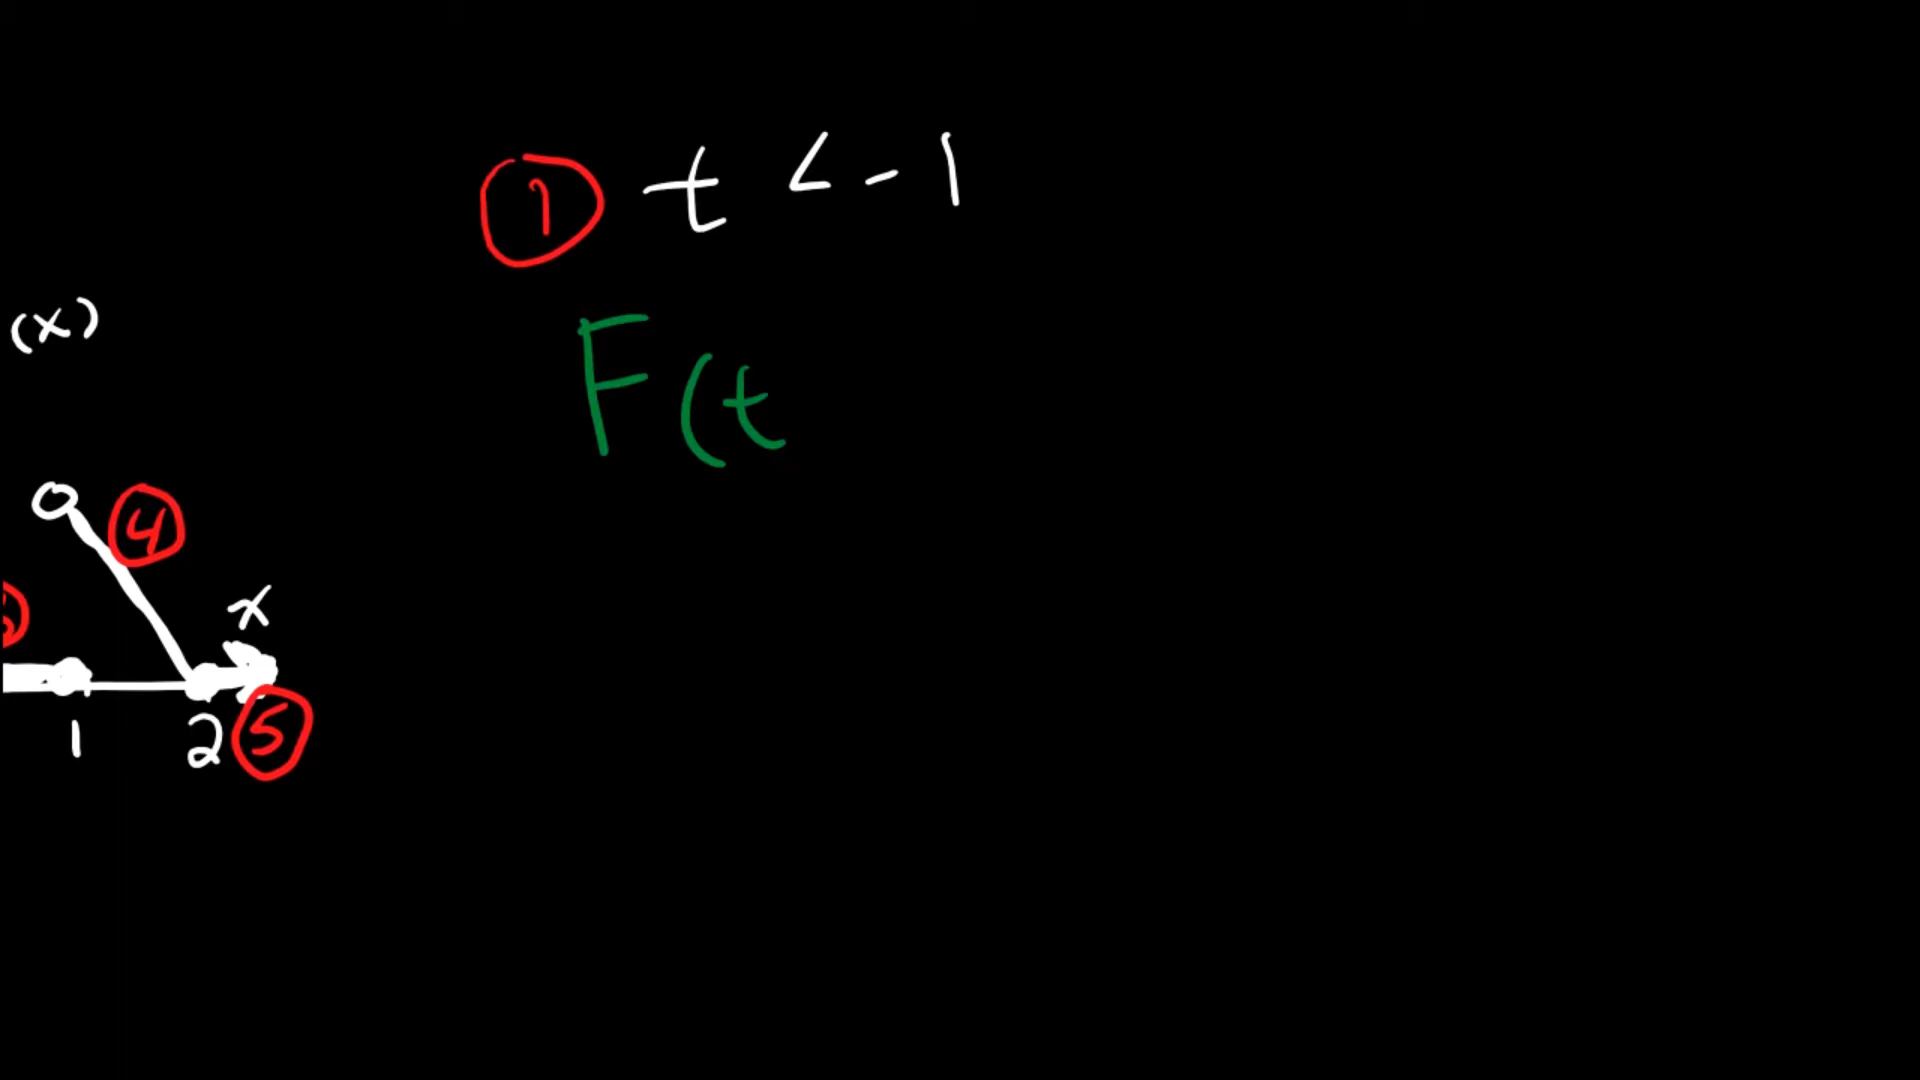 ① t < - 1
(x)
F(t
④
x
1 2 ⑤